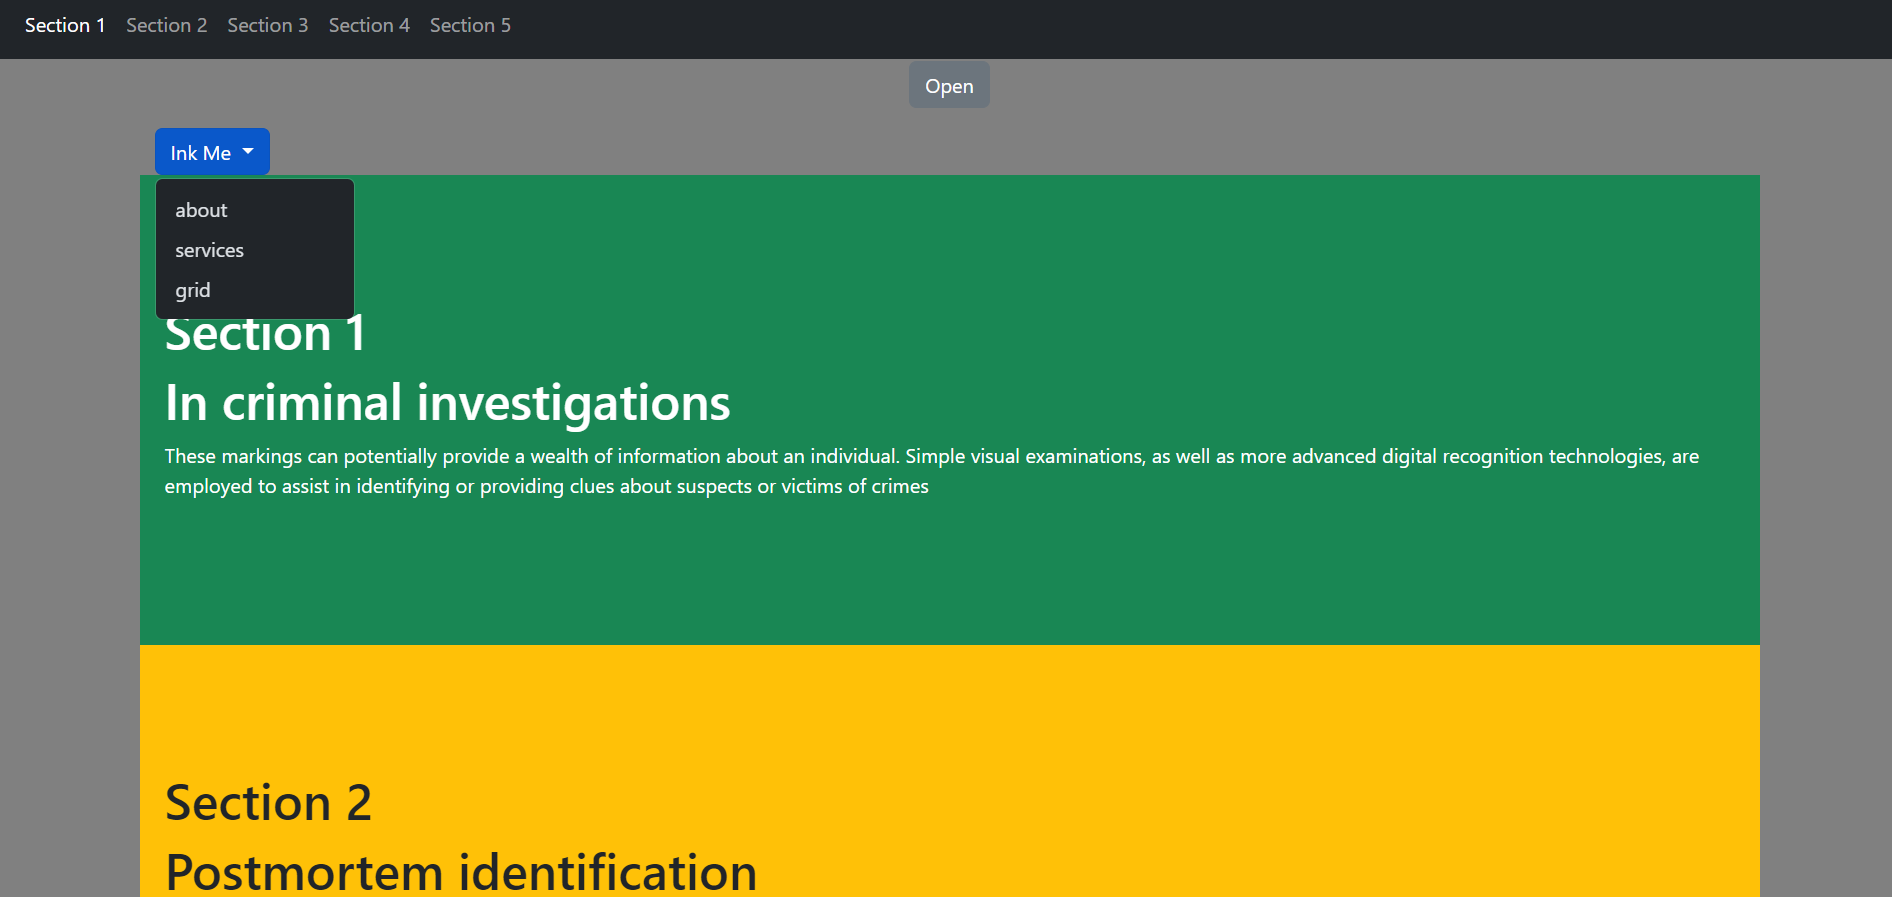 Section 1 Section 2 Section 3 Section 4 Section 5
Open
Ink Me
about
services
grid
Section 1
In criminal investigations
These markings can potentially provide a wealth of information about an individual. Simple visual examinations, as well as more advanced digital recognition technologies, are
employed to assist in identifying or providing clues about suspects or victims of crimes
Section 2
Postmortem identification